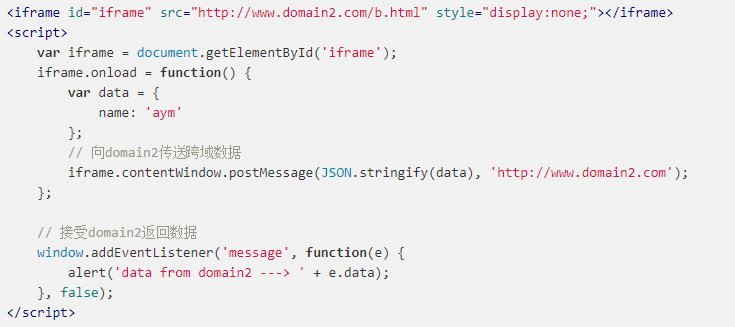 <iframe id="iframe" src="http://www.domain2.com/b.html" style="display:none;"></iframe>
<script>
    var iframe = document.getElementById('iframe');
    iframe.onload = function() {
        var data = {
            name: 'aym'
        };
        // 向domain2传送跨域数据
        iframe.contentWindow.postMessage(JSON.stringify(data), 'http://www.domain2.com');
    };

    // 接受domain2返回数据
    window.addEventListener('message', function(e) {
        alert('data from domain2 ---> ' + e.data);
    }, false);
</script>